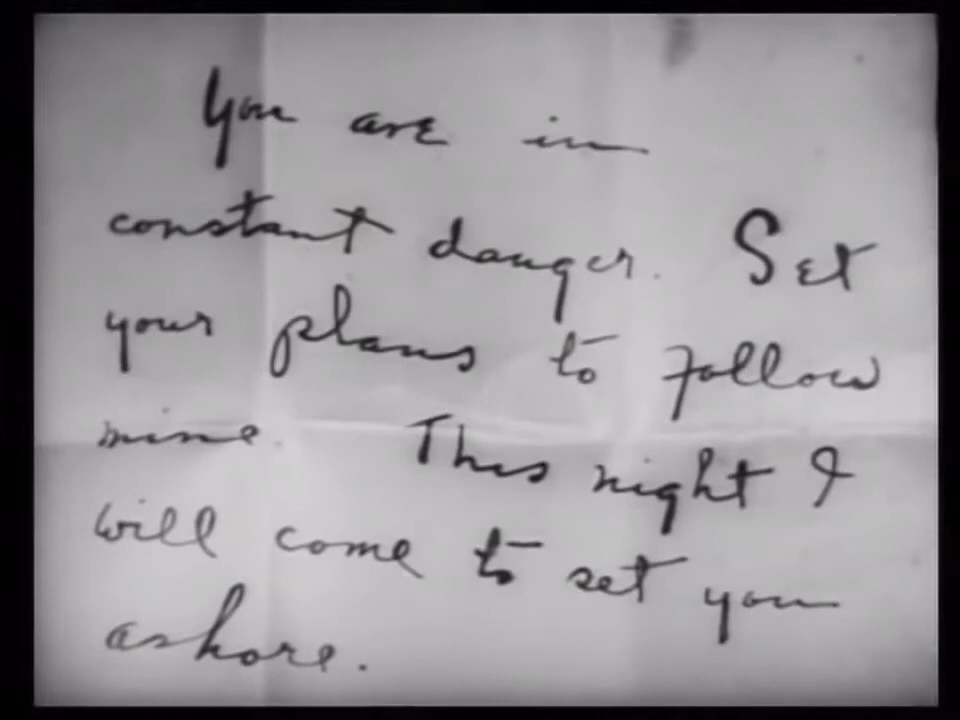 You are in
constant danger. Set
your plans to follow
mine. This night I
will come to set you
ashore.